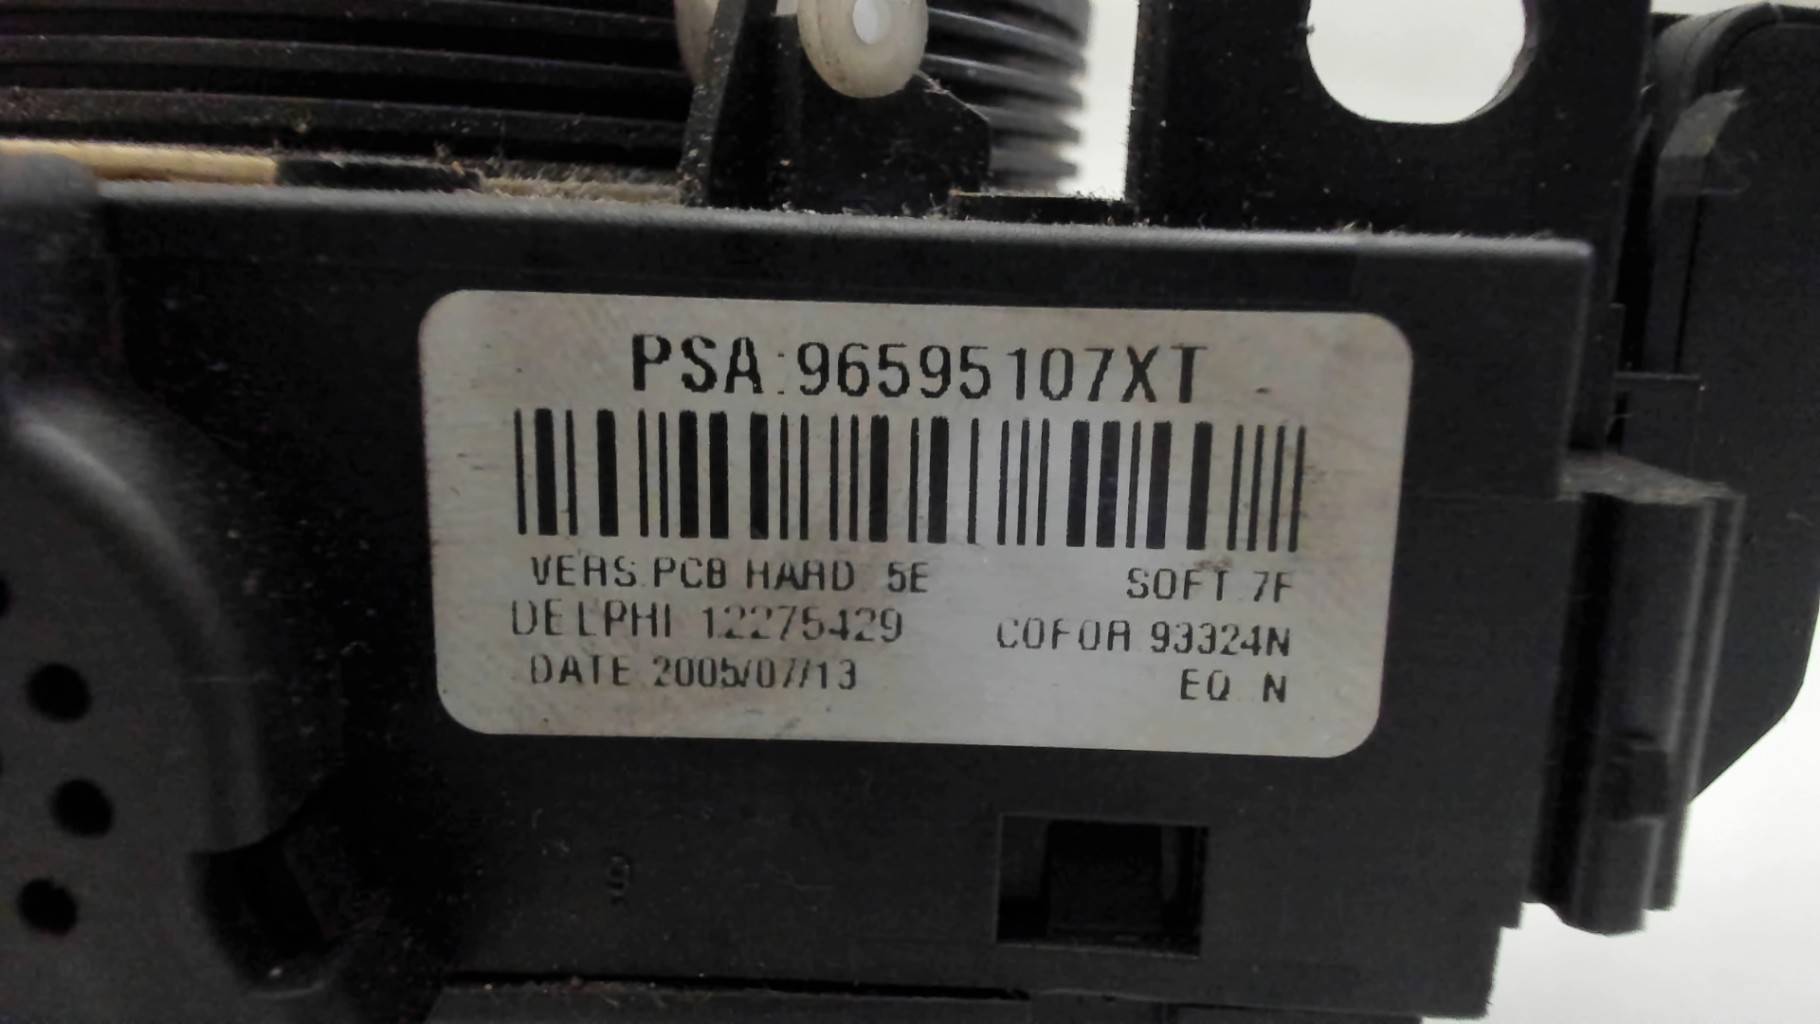 PSA:96595107XT
VERS.PCB HARD 5E SOFT 7F
DELPHI 12275429 COFOR 93324N
DATE 2005/07/13 EQ N